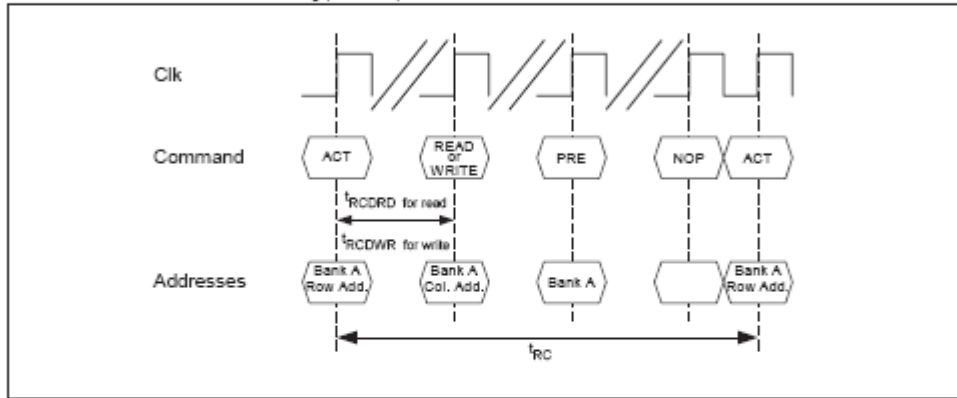 Clk
Command
ACT
READ
or
WRITE
PRE
NOP
ACT
tRCDRD for read
tRCDWR for write
Addresses
Bank A
Row Add.
Bank A
Col. Add.
Bank A
Bank A
Row Add.
tRC